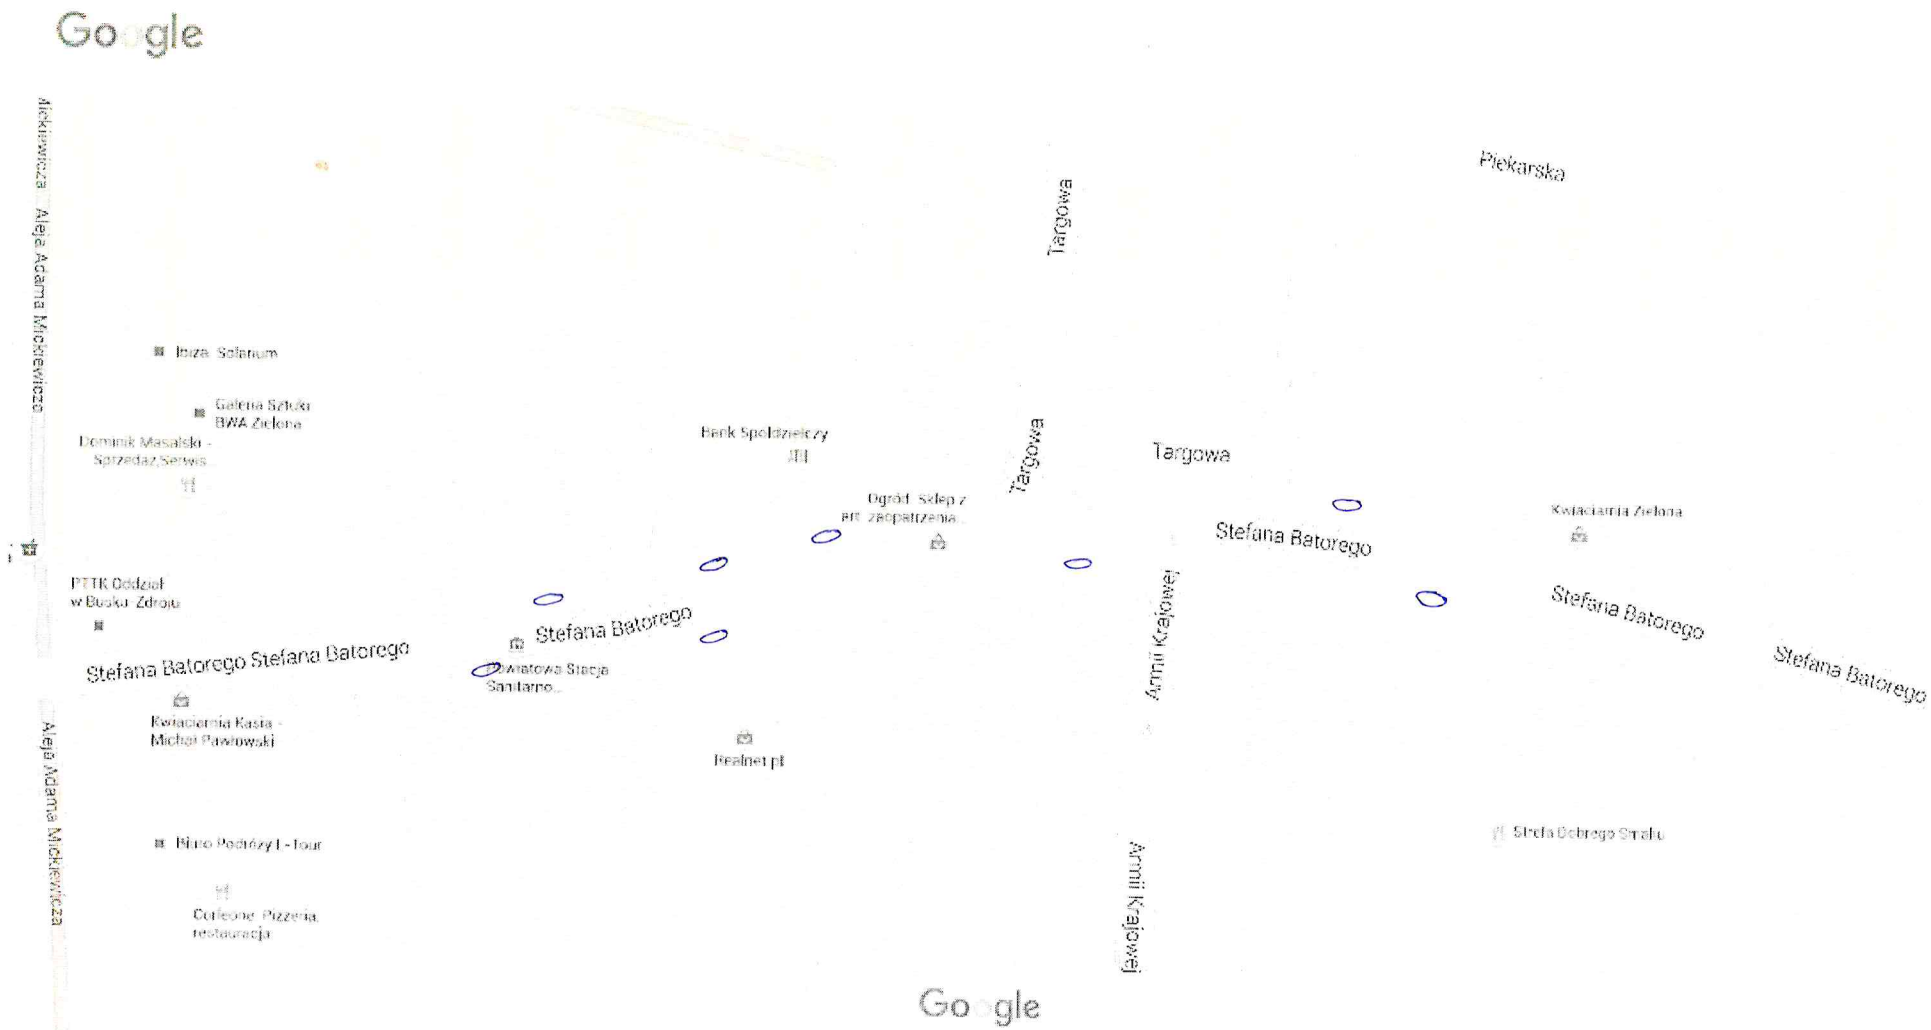 Google
Mickiewicza
Aleja Adama Mickiewicza
Piekarska
Targowa
Ibiza Solarium
Galeria Sztuki
BWA Zielona
Dominik Masalski -
Sprzedaż,Serwis...
Bank Spółdzielczy
Targowa
Targowa
Ogród. Sklep z
art. zaopatrzenia...
Kwiaciarnia Zielona
Stefana Batorego
PTTK Oddział
w Busku-Zdroju
Armii Krajowej
Stefana Batorego
Stefana Batorego
Stefana Batorego
Stefana Batorego Stefana Batorego
Powiatowa Stacja
Sanitarno...
Kwiaciarnia Kasia -
Michał Pawłowski
Aleja Adama Mickiewicza
Realnet.pl
Biuro Podróży I-Tour
Strefa Dobrego Smaku
Armii Krajowej
Corleone. Pizzeria,
restauracja
Google